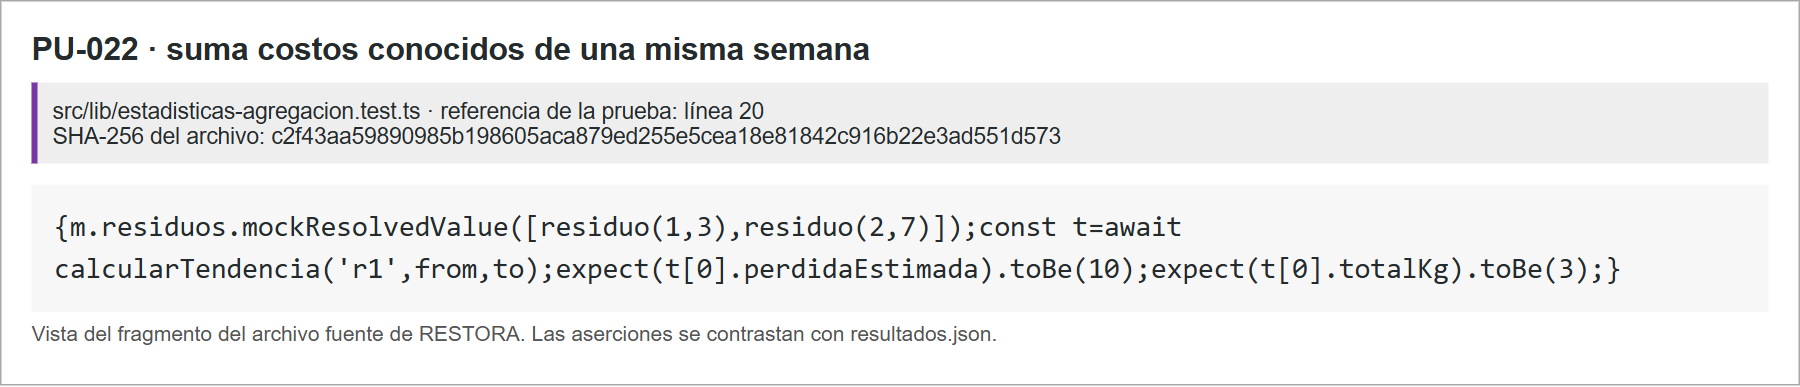 PU-022 · suma costos conocidos de una misma semana
src/lib/estadisticas-agregacion.test.ts · referencia de la prueba: línea 20
SHA-256 del archivo: c2f43aa59890985b198605aca879ed255e5cea18e81842c916b22e3ad551d573
{m.residuos.mockResolvedValue([residuo(1,3),residuo(2,7)]);const t=await
calcularTendencia('r1',from,to);expect(t[0].perdidaEstimada).toBe(10);expect(t[0].totalKg).toBe(3);}
Vista del fragmento del archivo fuente de RESTORA. Las aserciones se contrastan con resultados.json.